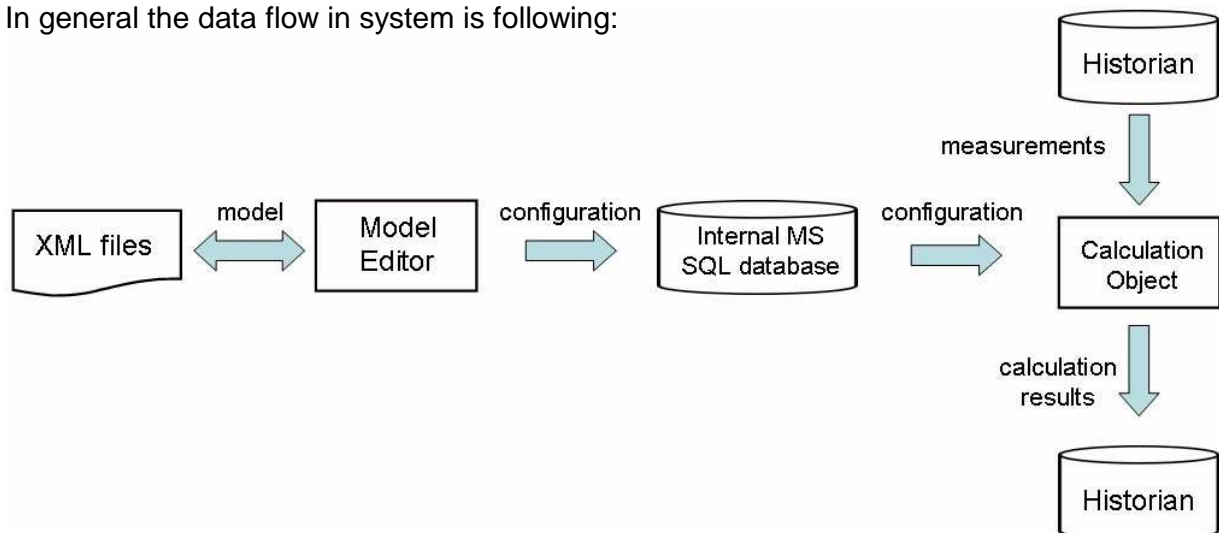 In general the data flow in system is following:
Historian
measurements
XML files
model
Model
Editor
configuration
Internal MS
SQL database
configuration
Calculation
Object
calculation
results
Historian